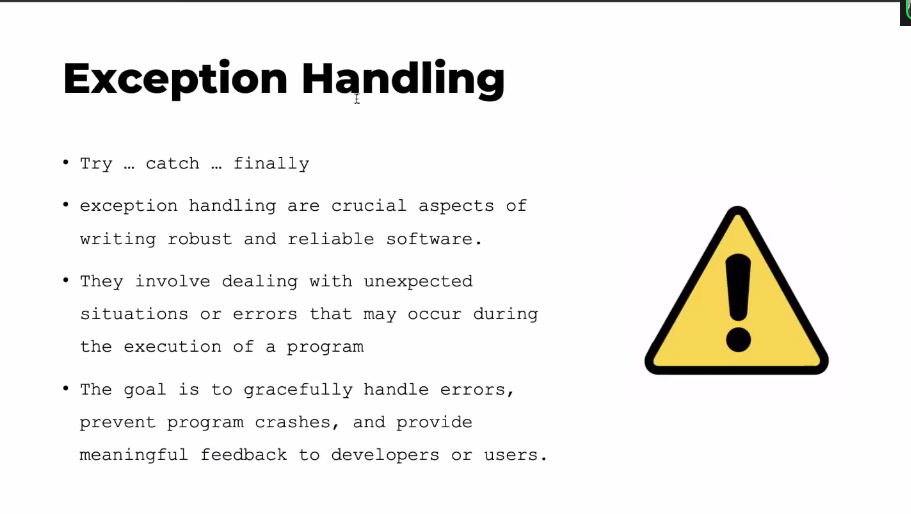 Exception Handling
• Try … catch … finally
• exception handling are crucial aspects of
writing robust and reliable software.
• They involve dealing with unexpected
situations or errors that may occur during
the execution of a program
• The goal is to gracefully handle errors,
prevent program crashes, and provide
meaningful feedback to developers or users.